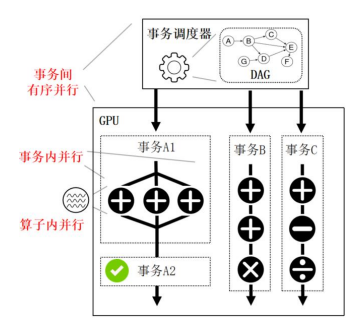 事务调度器
A
B
C
D
E
F
G
DAG
事务间
有序并行
GPU
事务A1
事务B
事务C
事务内并行
算子内并行
事务A2